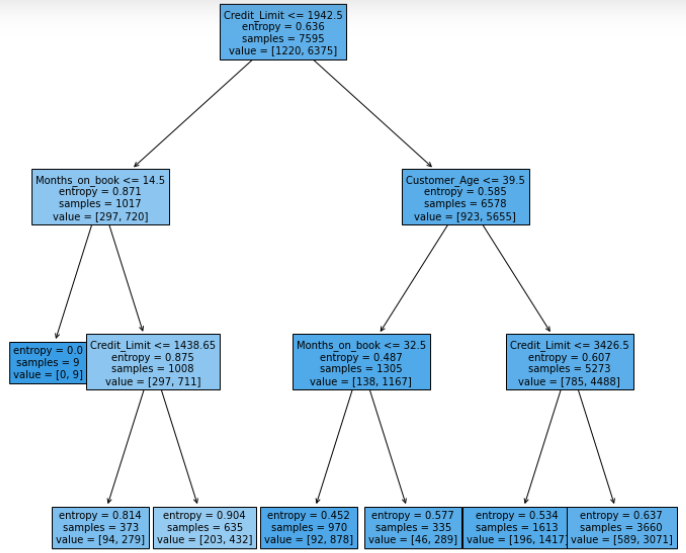 Credit_Limit <= 1942.5
entropy = 0.636
samples = 7595
value = [1220, 6375]
Months_on_book <= 14.5
entropy = 0.871
samples = 1017
value = [297, 720]
Customer_Age <= 39.5
entropy = 0.585
samples = 6578
value = [923, 5655]
entropy = 0.0
samples = 9
value = [0, 9]
Credit_Limit <= 1438.65
entropy = 0.875
samples = 1008
value = [297, 711]
Months_on_book <= 32.5
entropy = 0.487
samples = 1305
value = [138, 1167]
Credit_Limit <= 3426.5
entropy = 0.607
samples = 5273
value = [785, 4488]
entropy = 0.814
samples = 373
value = [94, 279]
entropy = 0.904
samples = 635
value = [203, 432]
entropy = 0.452
samples = 970
value = [92, 878]
entropy = 0.577
samples = 335
value = [46, 289]
entropy = 0.534
samples = 1613
value = [196, 1417]
entropy = 0.637
samples = 3660
value = [589, 3071]